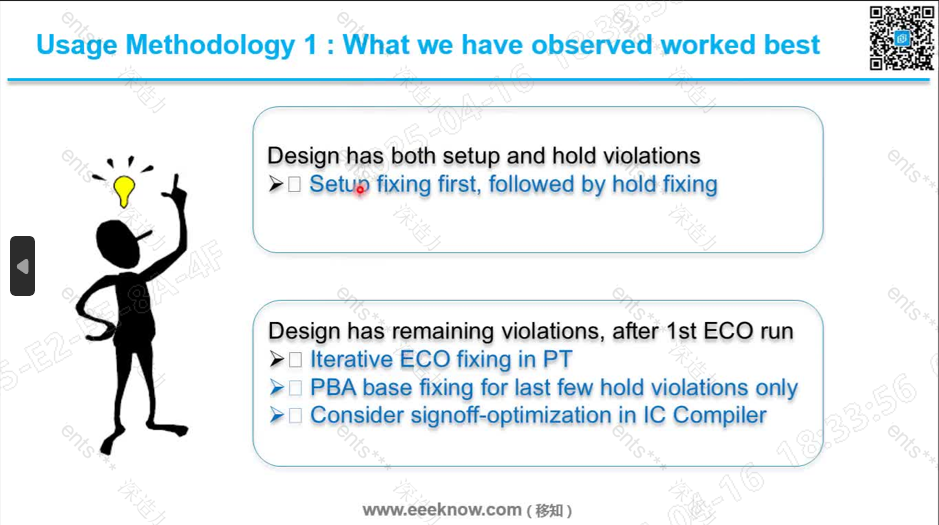 Usage Methodology 1 : What we have observed worked best
Design has both setup and hold violations
Setup fixing first, followed by hold fixing
Design has remaining violations, after 1st ECO run
Iterative ECO fixing in PT
PBA base fixing for last few hold violations only
Consider signoff-optimization in IC Compiler
www.eeeknow.com ( 移知 )